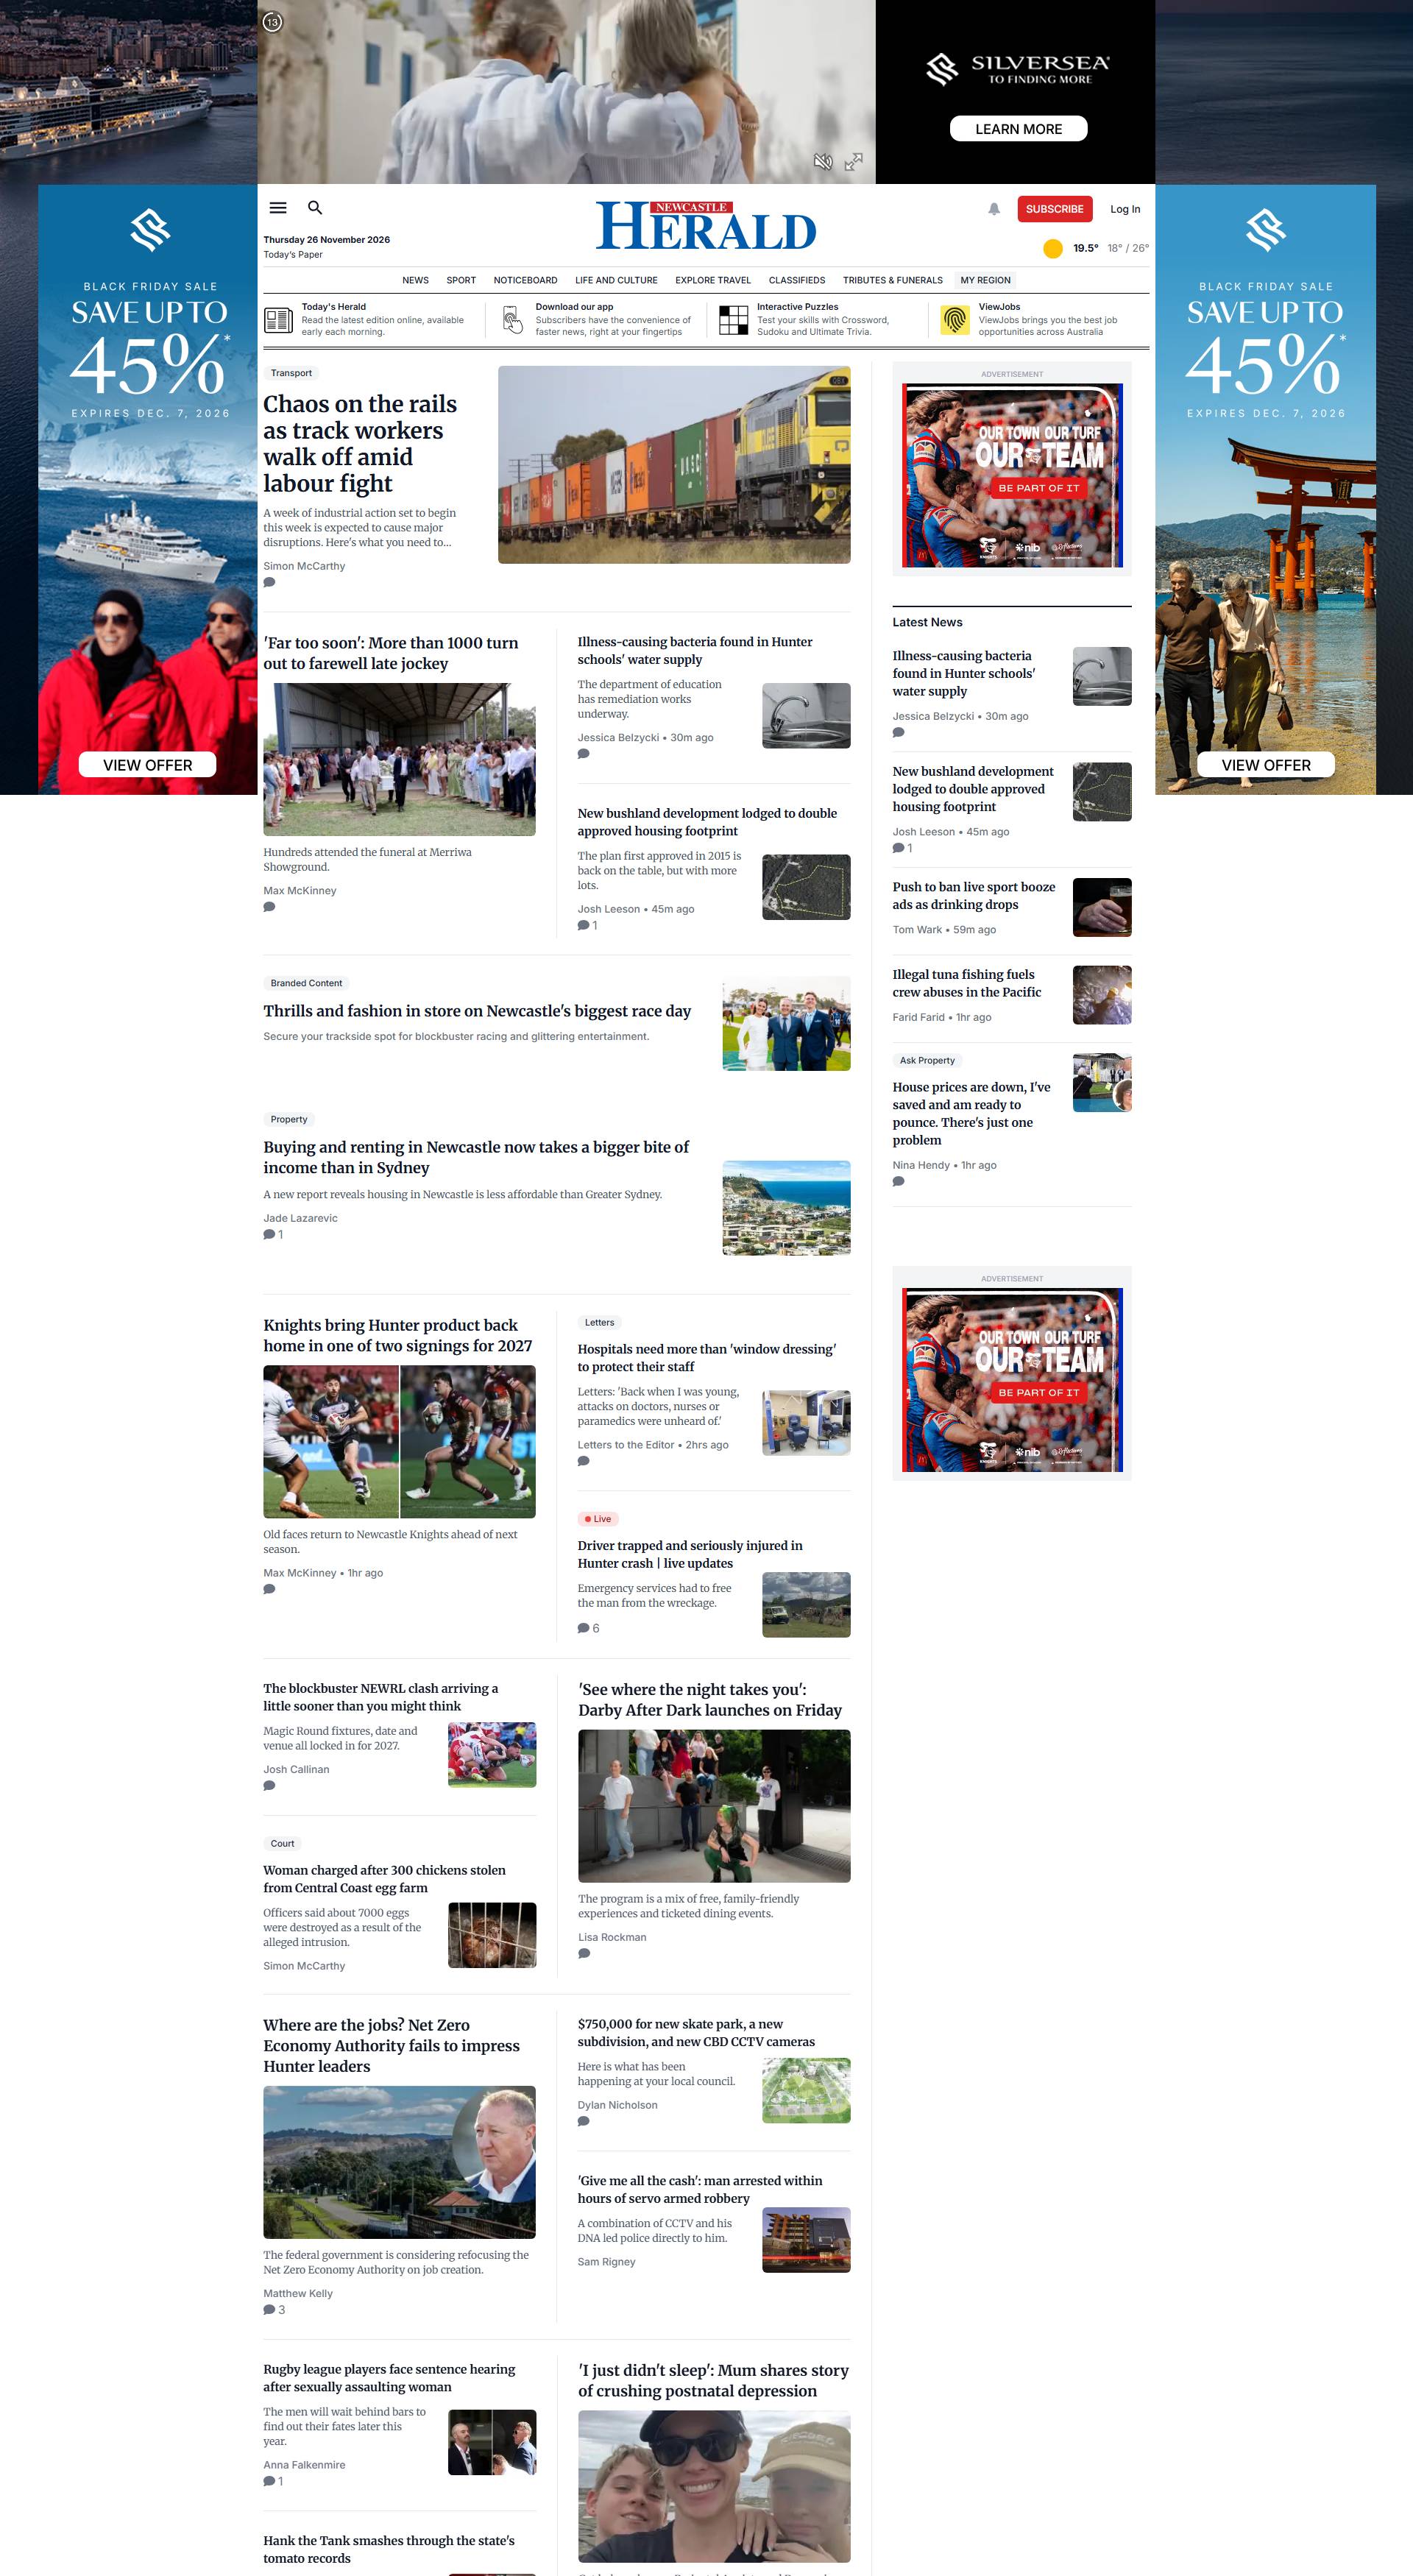 13
SILVERSEA
TO FINDING MORE
LEARN MORE
BLACK FRIDAY SALE
SAVE UP TO
45%*
EXPIRES DEC. 7, 2026
VIEW OFFER
NEWCASTLE
HERALD
SUBSCRIBE
Log In
Thursday 26 November 2026
Today's Paper
19.5° 18° / 26°
NEWS SPORT NOTICEBOARD LIFE AND CULTURE EXPLORE TRAVEL CLASSIFIEDS TRIBUTES & FUNERALS MY REGION
Today's Herald
Read the latest edition online, available
early each morning.
Download our app
Subscribers have the convenience of
faster news, right at your fingertips
Interactive Puzzles
Test your skills with Crossword,
Sudoku and Ultimate Trivia.
ViewJobs
ViewJobs brings you the best job
opportunities across Australia
Transport
Chaos on the rails
as track workers
walk off amid
labour fight
A week of industrial action set to begin
this week is expected to cause major
disruptions. Here's what you need to...
Simon McCarthy
'Far too soon': More than 1000 turn
out to farewell late jockey
Hundreds attended the funeral at Merriwa
Showground.
Max McKinney
Illness-causing bacteria found in Hunter
schools' water supply
The department of education
has remediation works
underway.
Jessica Belzycki • 30m ago
New bushland development lodged to double
approved housing footprint
The plan first approved in 2015 is
back on the table, but with more
lots.
Josh Leeson • 45m ago
1
Branded Content
Thrills and fashion in store on Newcastle's biggest race day
Secure your trackside spot for blockbuster racing and glittering entertainment.
Property
Buying and renting in Newcastle now takes a bigger bite of
income than in Sydney
A new report reveals housing in Newcastle is less affordable than Greater Sydney.
Jade Lazarevic
1
Knights bring Hunter product back
home in one of two signings for 2027
Old faces return to Newcastle Knights ahead of next
season.
Max McKinney • 1hr ago
Letters
Hospitals need more than 'window dressing'
to protect their staff
Letters: 'Back when I was young,
attacks on doctors, nurses or
paramedics were unheard of.'
Letters to the Editor • 2hrs ago
Live
Driver trapped and seriously injured in
Hunter crash | live updates
Emergency services had to free
the man from the wreckage.
6
The blockbuster NEWRL clash arriving a
little sooner than you might think
Magic Round fixtures, date and
venue all locked in for 2027.
Josh Callinan
Court
Woman charged after 300 chickens stolen
from Central Coast egg farm
Officers said about 7000 eggs
were destroyed as a result of the
alleged intrusion.
Simon McCarthy
'See where the night takes you':
Darby After Dark launches on Friday
The program is a mix of free, family-friendly
experiences and ticketed dining events.
Lisa Rockman
Where are the jobs? Net Zero
Economy Authority fails to impress
Hunter leaders
The federal government is considering refocusing the
Net Zero Economy Authority on job creation.
Matthew Kelly
3
$750,000 for new skate park, a new
subdivision, and new CBD CCTV cameras
Here is what has been
happening at your local council.
Dylan Nicholson
'Give me all the cash': man arrested within
hours of servo armed robbery
A combination of CCTV and his
DNA led police directly to him.
Sam Rigney
Rugby league players face sentence hearing
after sexually assaulting woman
The men will wait behind bars to
find out their fates later this
year.
Anna Falkenmire
1
Hank the Tank smashes through the state's
tomato records
'I just didn't sleep': Mum shares story
of crushing postnatal depression
ADVERTISEMENT
OUR TOWN OUR TURF
OUR TEAM
BE PART OF IT
KNIGHTS
nib
Reflections
Latest News
Illness-causing bacteria
found in Hunter schools'
water supply
Jessica Belzycki • 30m ago
New bushland development
lodged to double approved
housing footprint
Josh Leeson • 45m ago
1
Push to ban live sport booze
ads as drinking drops
Tom Wark • 59m ago
Illegal tuna fishing fuels
crew abuses in the Pacific
Farid Farid • 1hr ago
Ask Property
House prices are down, I've
saved and am ready to
pounce. There's just one
problem
Nina Hendy • 1hr ago
ADVERTISEMENT
OUR TOWN OUR TURF
OUR TEAM
BE PART OF IT
KNIGHTS
nib
Reflections
BLACK FRIDAY SALE
SAVE UP TO
45%*
EXPIRES DEC. 7, 2026
VIEW OFFER